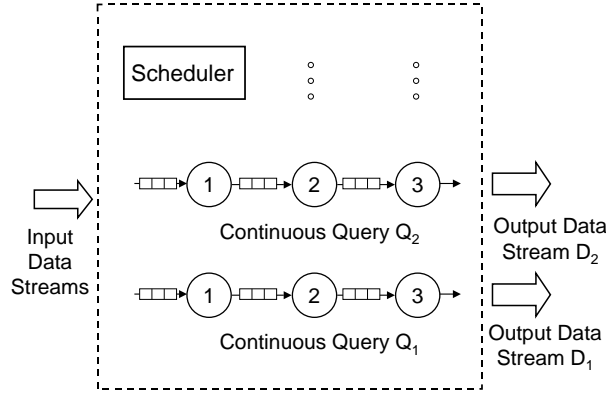 Scheduler
1 2 3
Continuous Query Q₂
Input
Data
Streams
Output Data
Stream D₂
1 2 3
Continuous Query Q₁
Output Data
Stream D₁